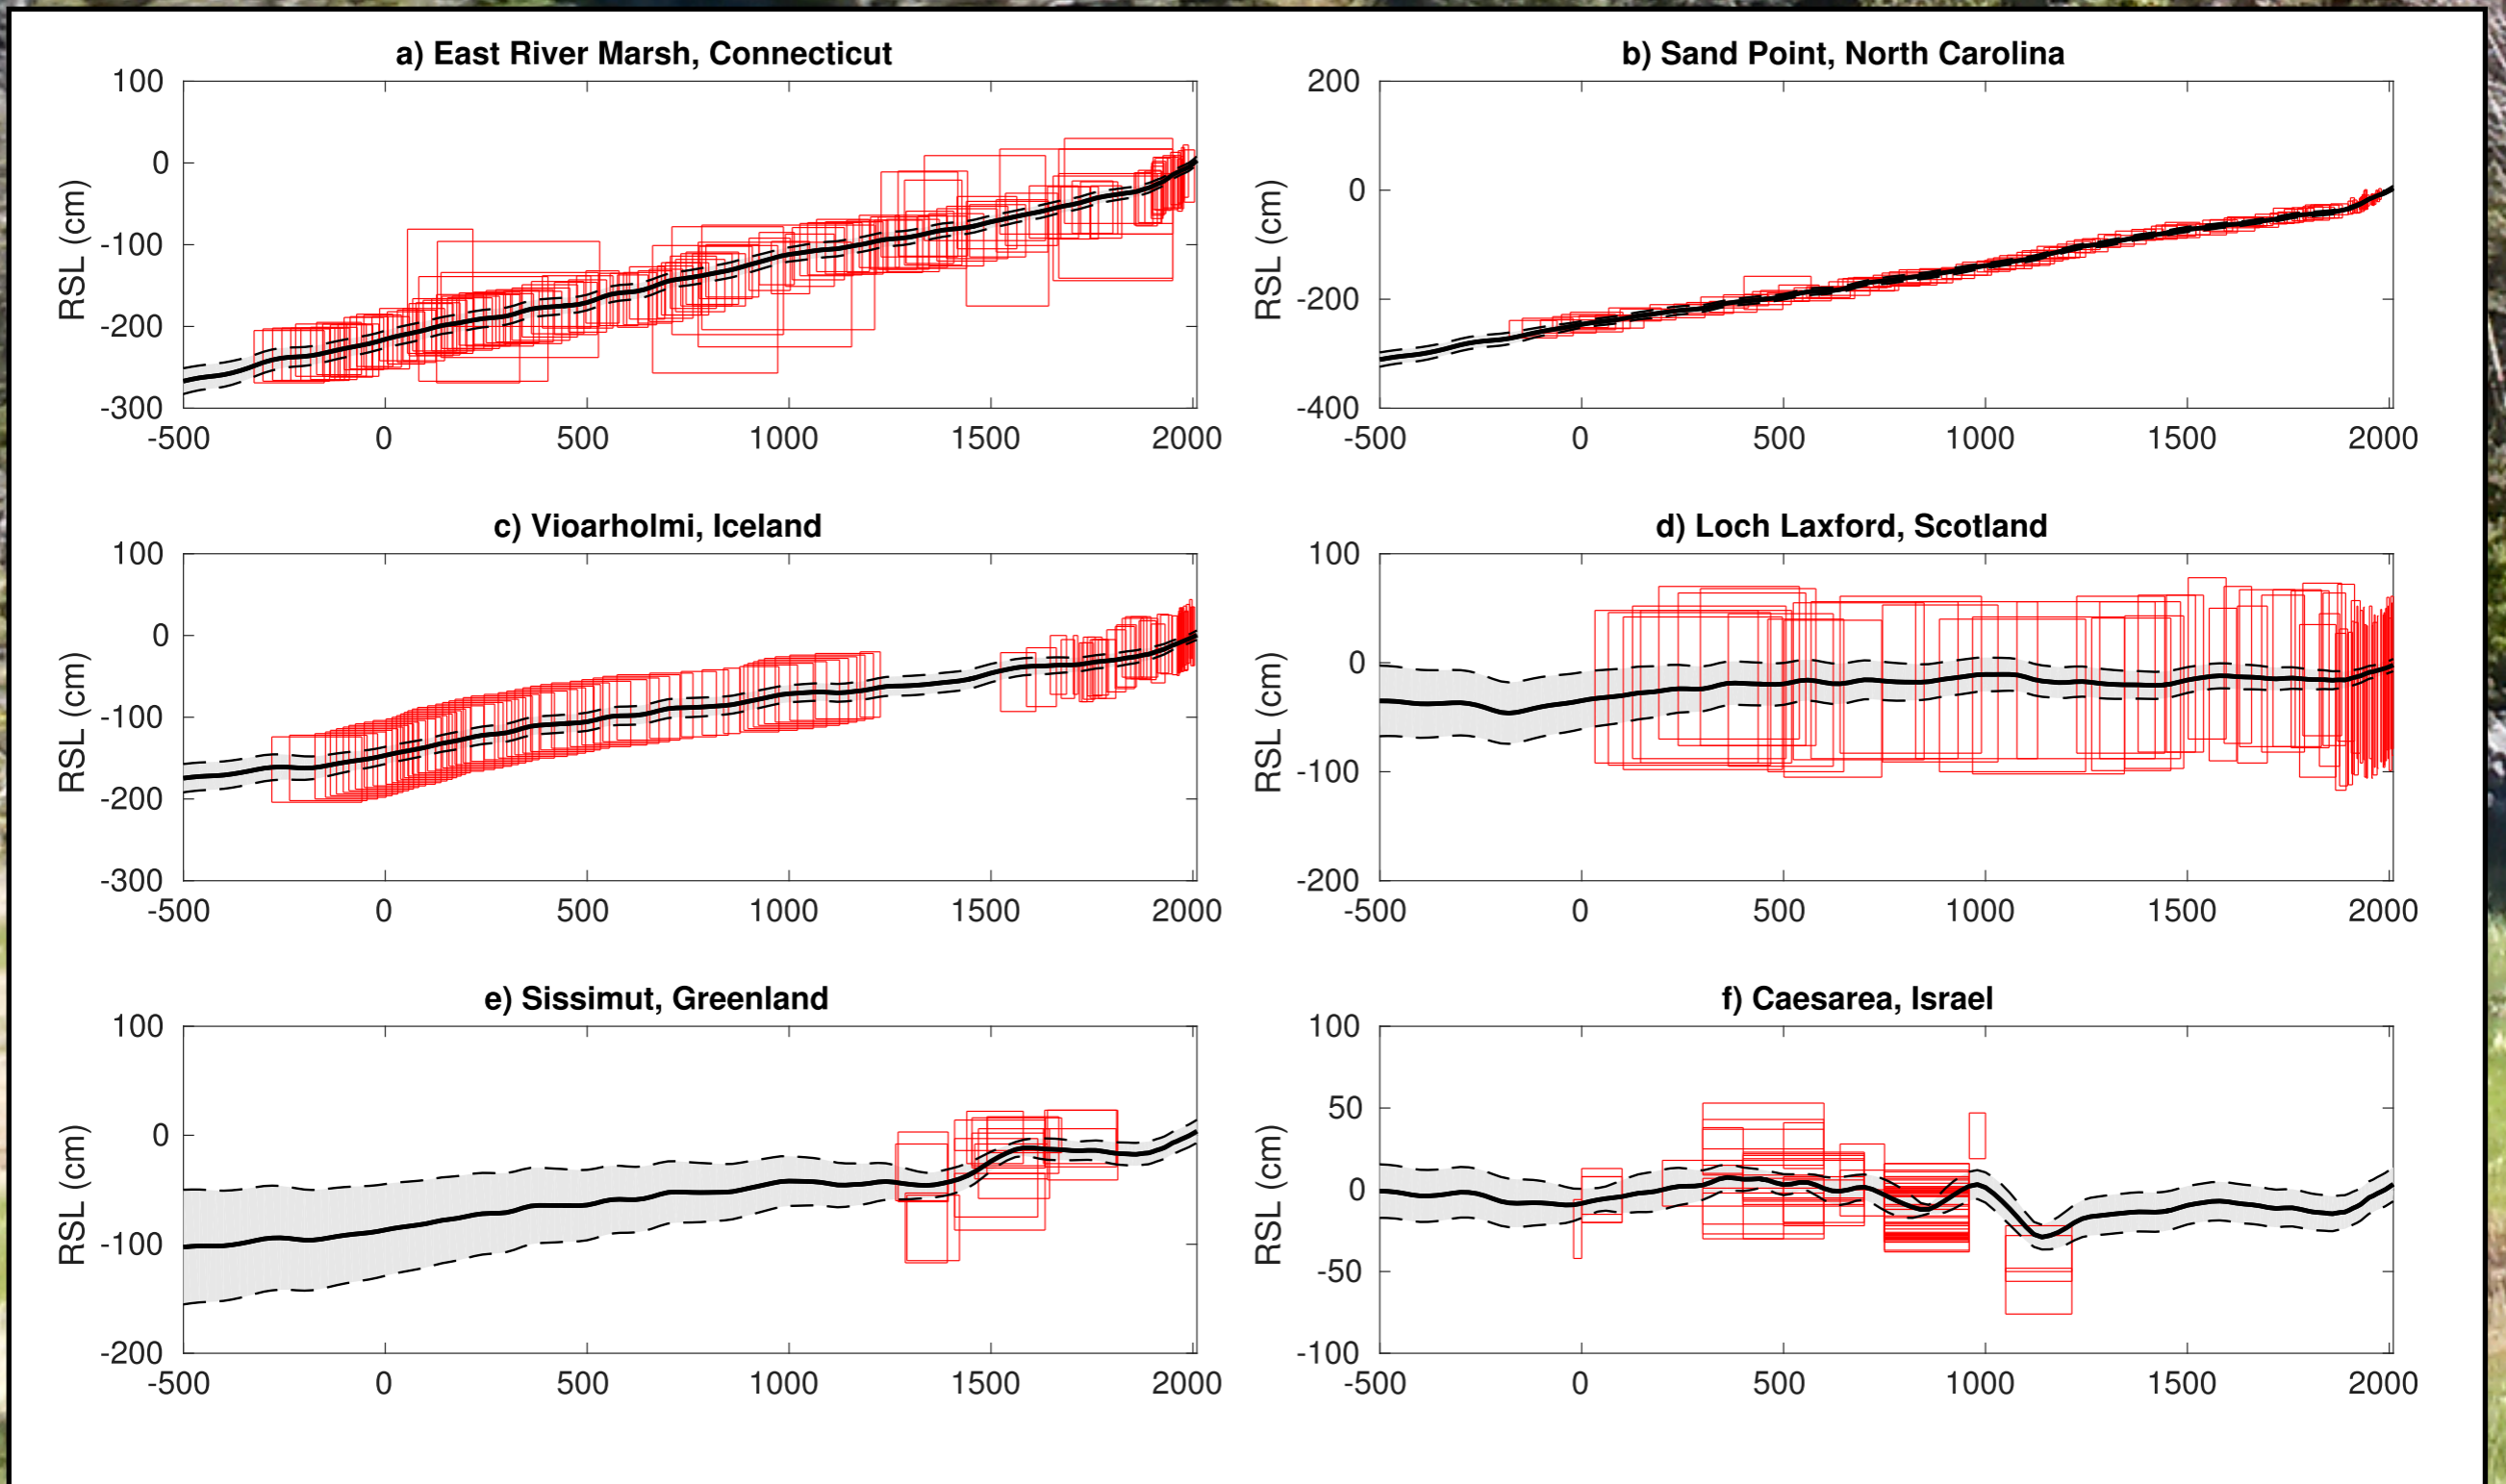 a) East River Marsh, Connecticut
100
0
-100
-200
-300
RSL (cm)
-500 0 500 1000 1500 2000
b) Sand Point, North Carolina
200
0
-200
-400
RSL (cm)
-500 0 500 1000 1500 2000
c) Vioarholmi, Iceland
100
0
-100
-200
-300
RSL (cm)
-500 0 500 1000 1500 2000
d) Loch Laxford, Scotland
100
0
-100
-200
RSL (cm)
-500 0 500 1000 1500 2000
e) Sissimut, Greenland
100
0
-100
-200
RSL (cm)
-500 0 500 1000 1500 2000
f) Caesarea, Israel
100
50
0
-50
-100
RSL (cm)
-500 0 500 1000 1500 2000